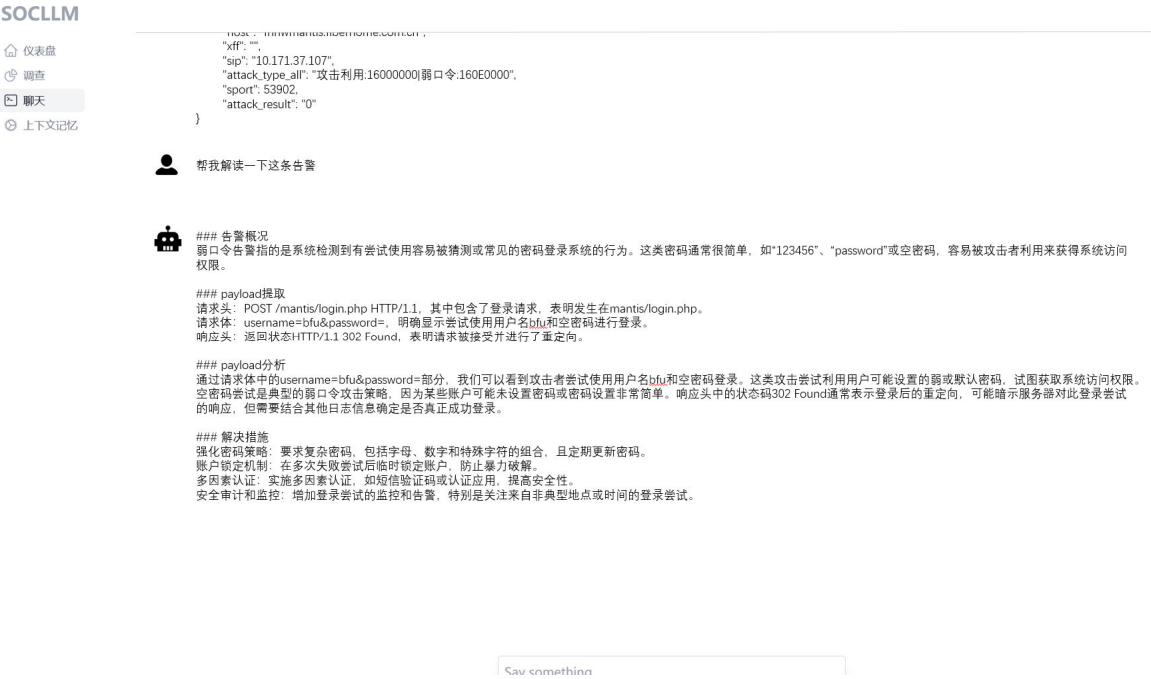 SOCLLM
仪表盘
调查
聊天
上下文记忆
"host": "mnwmantis.fiberhome.com.cn",
"xff": "",
"sip": "10.171.37.107",
"attack_type_all": "攻击利用:16000000|弱口令:160E0000",
"sport": 53902,
"attack_result": "0"
}
帮我解读一下这条告警
### 告警概况
弱口令告警指的是系统检测到有尝试使用容易被猜测或常见的密码登录系统的行为。这类密码通常很简单，如“123456”、“password”或空密码，容易被攻击者利用来获得系统访问
权限。
### payload提取
请求头：POST /mantis/login.php HTTP/1.1，其中包含了登录请求，表明发生在mantis/login.php。
请求体：username=bfu&password=，明确显示尝试使用用户名bfu和空密码进行登录。
响应头：返回状态HTTP/1.1 302 Found，表明请求被接受并进行了重定向。
### payload分析
通过请求体中的username=bfu&password=部分，我们可以看到攻击者尝试使用用户名bfu和空密码登录。这类攻击尝试利用用户可能设置的弱或默认密码，试图获取系统访问权限。
空密码尝试是典型的弱口令攻击策略，因为某些账户可能未设置密码或密码设置非常简单。响应头中的状态码302 Found通常表示登录后的重定向，可能暗示服务器对此登录尝试
的响应，但需要结合其他日志信息确定是否真正成功登录。
### 解决措施
强化密码策略：要求复杂密码，包括字母、数字和特殊字符的组合，且定期更新密码。
账户锁定机制：在多次失败尝试后临时锁定账户，防止暴力破解。
多因素认证：实施多因素认证，如短信验证码或认证应用，提高安全性。
安全审计和监控：增加登录尝试的监控和告警，特别是关注来自非典型地点或时间的登录尝试。
Say something